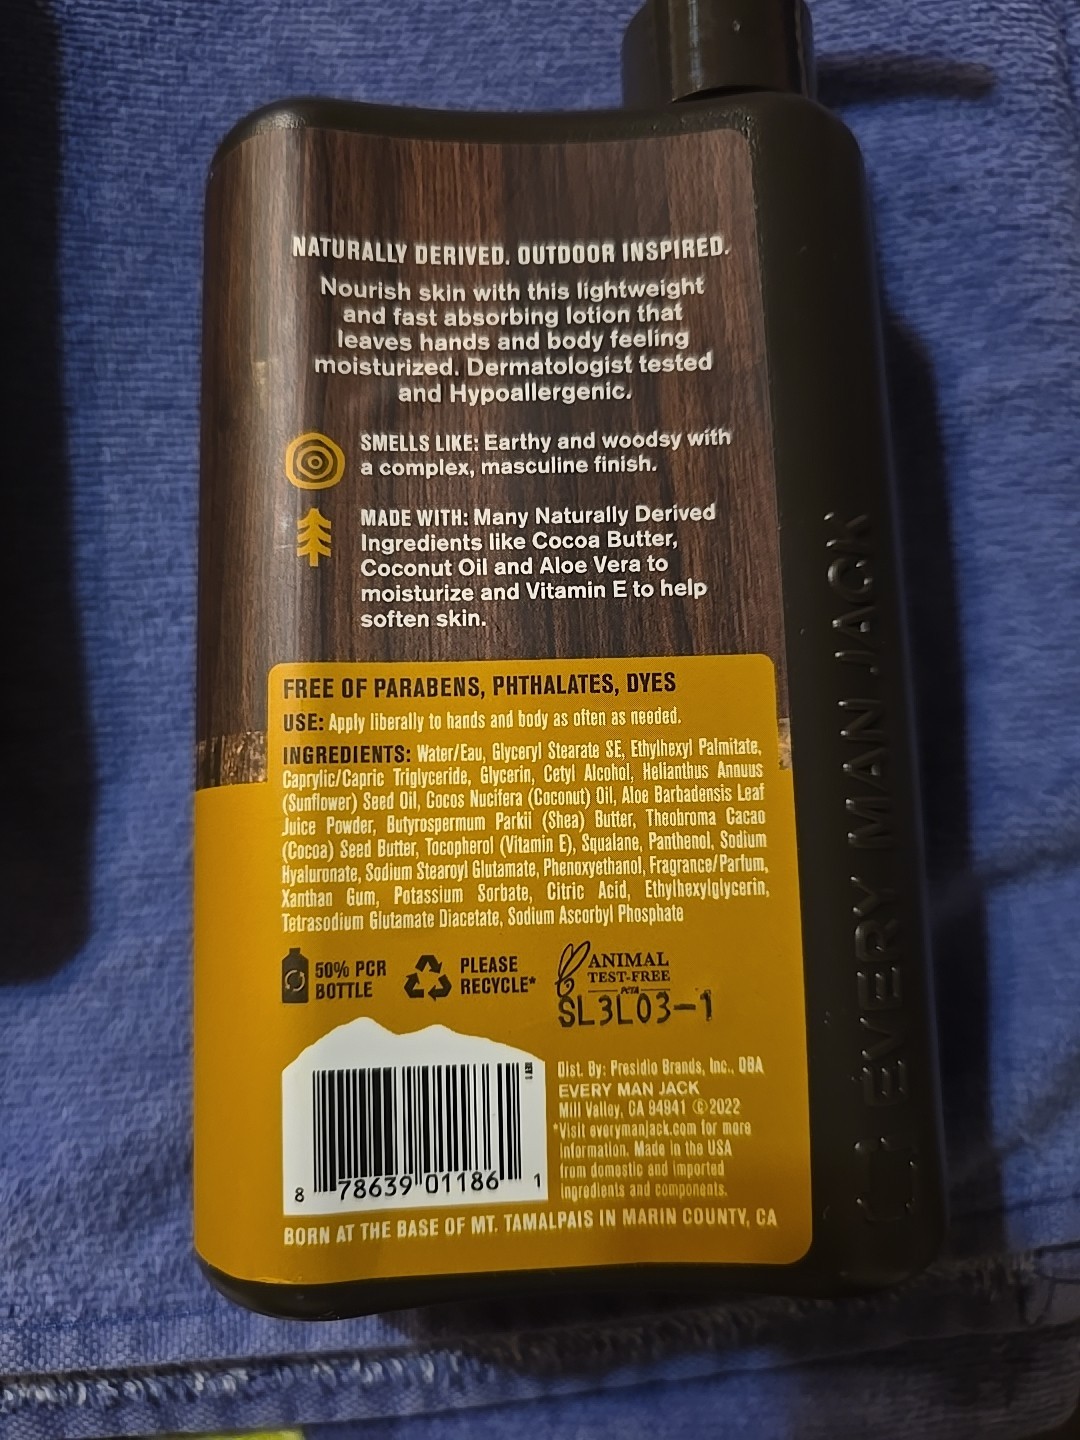 NATURALLY DERIVED. OUTDOOR INSPIRED.
Nourish skin with this lightweight
and fast absorbing lotion that
leaves hands and body feeling
moisturized. Dermatologist tested
and Hypoallergenic.
SMELLS LIKE: Earthy and woodsy with
a complex, masculine finish.
MADE WITH: Many Naturally Derived
Ingredients like Cocoa Butter,
Coconut Oil and Aloe Vera to
moisturize and Vitamin E to help
soften skin.
FREE OF PARABENS, PHTHALATES, DYES
USE: Apply liberally to hands and body as often as needed.
INGREDIENTS: Water/Eau, Glyceryl Stearate SE, Ethylhexyl Palmitate,
Caprylic/Capric Triglyceride, Glycerin, Cetyl Alcohol, Helianthus Annuus
(Sunflower) Seed Oil, Cocos Nucifera (Coconut) Oil, Aloe Barbadensis Leaf
Juice Powder, Butyrospermum Parkii (Shea) Butter, Theobroma Cacao
(Cocoa) Seed Butter, Tocopherol (Vitamin E), Squalane, Panthenol, Sodium
Hyaluronate, Sodium Stearoyl Glutamate, Phenoxyethanol, Fragrance/Parfum,
Xanthan Gum, Potassium Sorbate, Citric Acid, Ethylhexylglycerin,
Tetrasodium Glutamate Diacetate, Sodium Ascorbyl Phosphate
50% PCR
BOTTLE
PLEASE
RECYCLE*
ANIMAL
TEST-FREE
PETA
SL3L03-1
8 78639 01186 1
Dist. By: Presidio Brands, Inc., DBA
EVERY MAN JACK
Mill Valley, CA 94941 ©2022
*Visit everymanjack.com for more
information. Made in the USA
from domestic and imported
ingredients and components.
BORN AT THE BASE OF MT. TAMALPAIS IN MARIN COUNTY, CA
EVERY MAN JACK